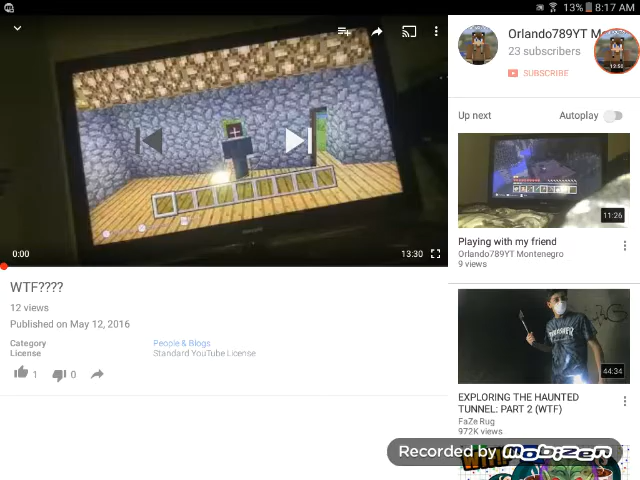 13% 8:17 AM
Orlando789YT M
23 subscribers
SUBSCRIBE
0:00
13:30
Up next
Autoplay
11:26
Playing with my friend
Orlando789YT Montenegro
9 views
WTF????
12 views
Published on May 12, 2016
Category
People & Blogs
License
Standard YouTube License
1
0
44:34
EXPLORING THE HAUNTED
TUNNEL: PART 2 (WTF)
FaZe Rug
972K views
Recorded by mobizen